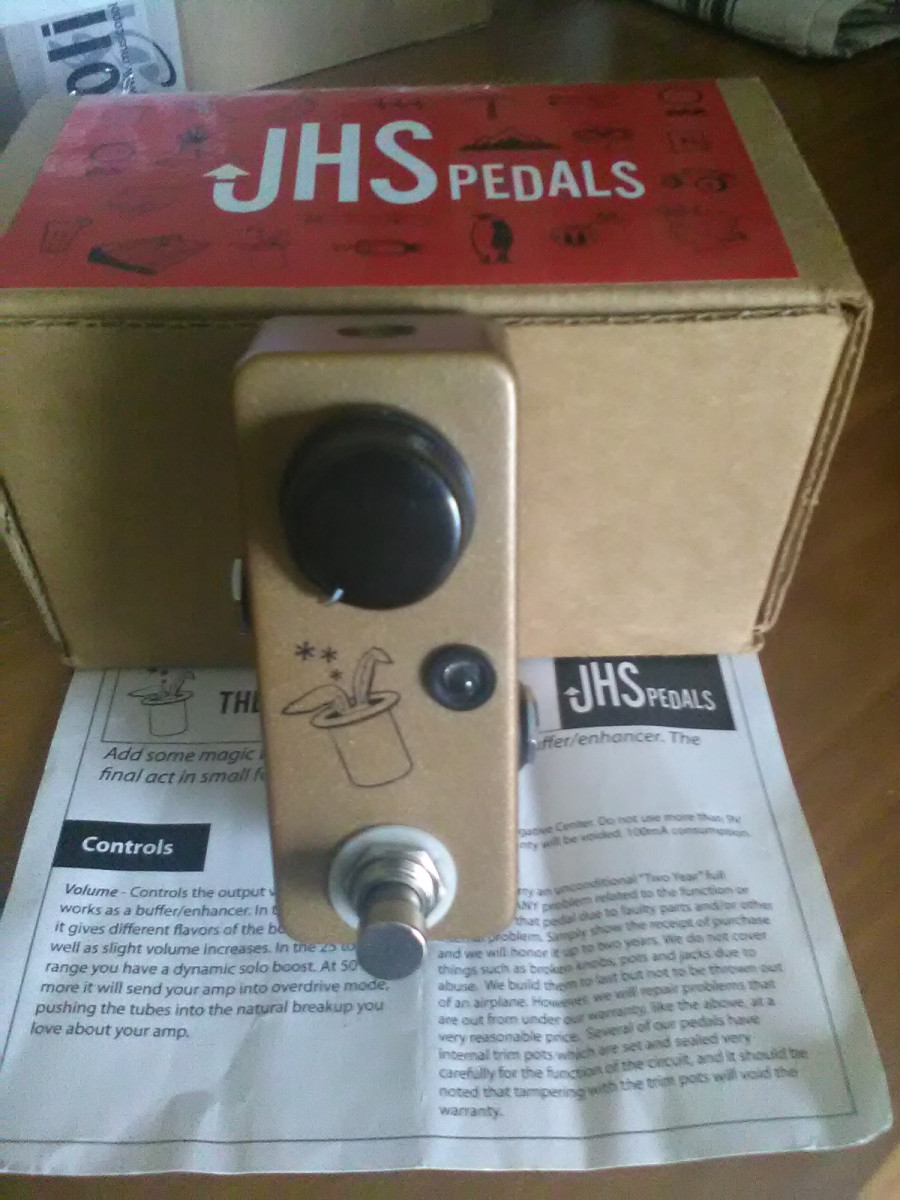 JHS PEDALS
THE
JHS PEDALS
Add some magic
final act in small
ffer/enhancer. The
Controls
Volume - Controls the output
works as a buffer/enhancer. In
it gives different flavors of the
well as slight volume increases. In the 25 to
range you have a dynamic solo boost. At 50
more it will send your amp into overdrive mode,
pushing the tubes into the natural breakup you
love about your amp.
gative Center. Do not use more than 9V
nty will be voided. 100mA consumption.
ny an unconditional "Two Year" full
ANY problem related to the function or
that pedal due to faulty parts and/or other
problem. Simply show the receipt of purchase
and we will honor it up to two years. We do not cover
things such as broken knobs, pots and jacks due to
abuse. We build them to last but not to be thrown out
of an airplane. However, we will repair problems that
are out from under our warranty, like the above, at a
very reasonable price. Several of our pedals have
internal trim pots which are set and sealed very
carefully for the function of the circuit, and it should be
noted that tampering with the trim pots will void the
warranty.